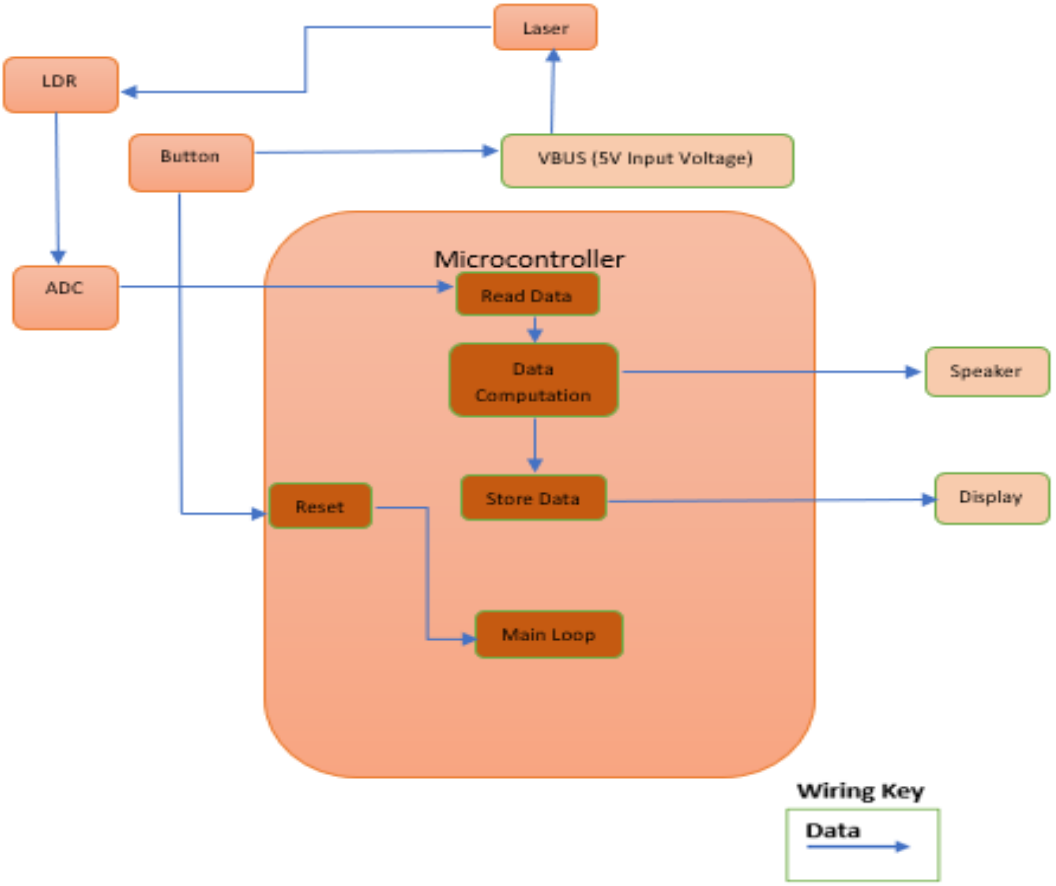 Laser
LDR
Button
VBUS (5V Input Voltage)
Microcontroller
ADC
Read Data
Data
Computation
Speaker
Reset
Store Data
Display
Main Loop
Wiring Key
Data